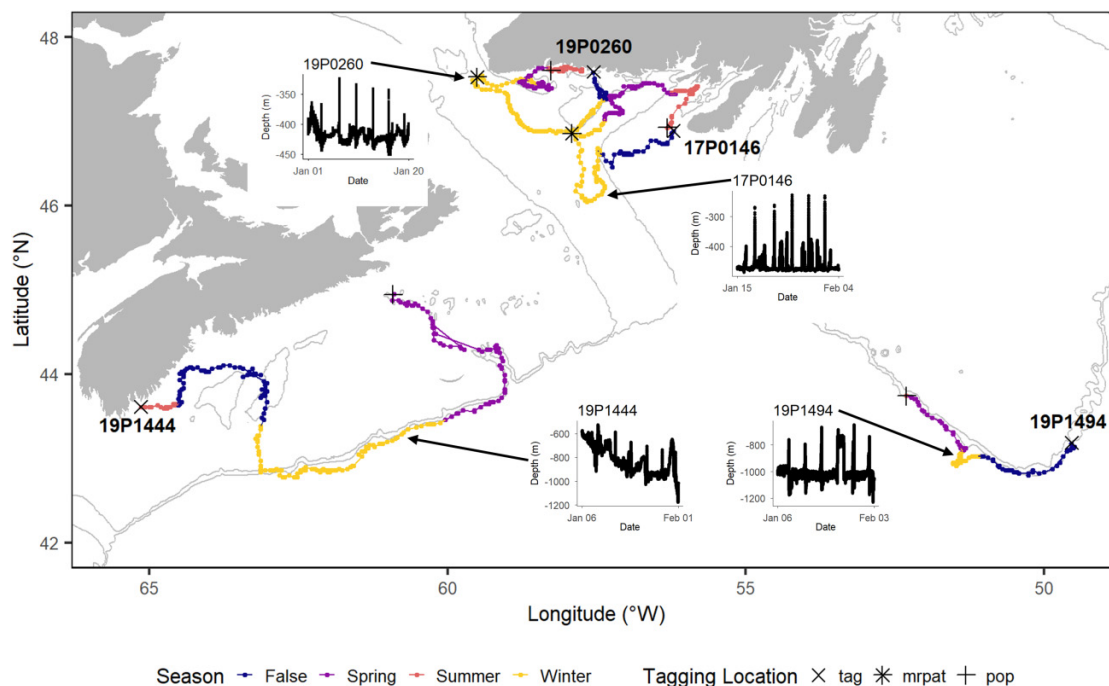 48
46
44
42
Latitude (°N)
65
60
55
50
Longitude (°W)
19P0260
17P0146
19P1444
19P1494
19P0260
Depth (m)
-350
-400
-450
Jan 01
Jan 20
Date
17P0146
Depth (m)
-300
-400
Jan 15
Feb 04
Date
19P1444
Depth (m)
-600
-800
-1000
-1200
Jan 06
Feb 01
Date
19P1494
Depth (m)
-800
-1000
-1200
Jan 06
Feb 03
Date
Season False Spring Summer Winter Tagging Location tag mrpat pop